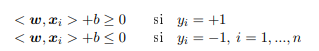 < w, xᵢ > +b ≥ 0 si yᵢ = +1
< w, xᵢ > +b ≤ 0 si yᵢ = −1, i = 1, ..., n